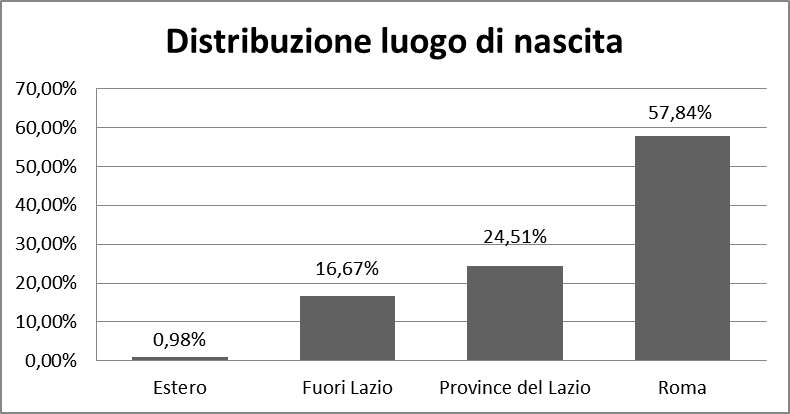 Distribuzione luogo di nascita
70,00%
60,00%
50,00%
40,00%
30,00%
20,00%
10,00%
0,00%
0,98%
16,67%
24,51%
57,84%
Estero
Fuori Lazio
Province del Lazio
Roma